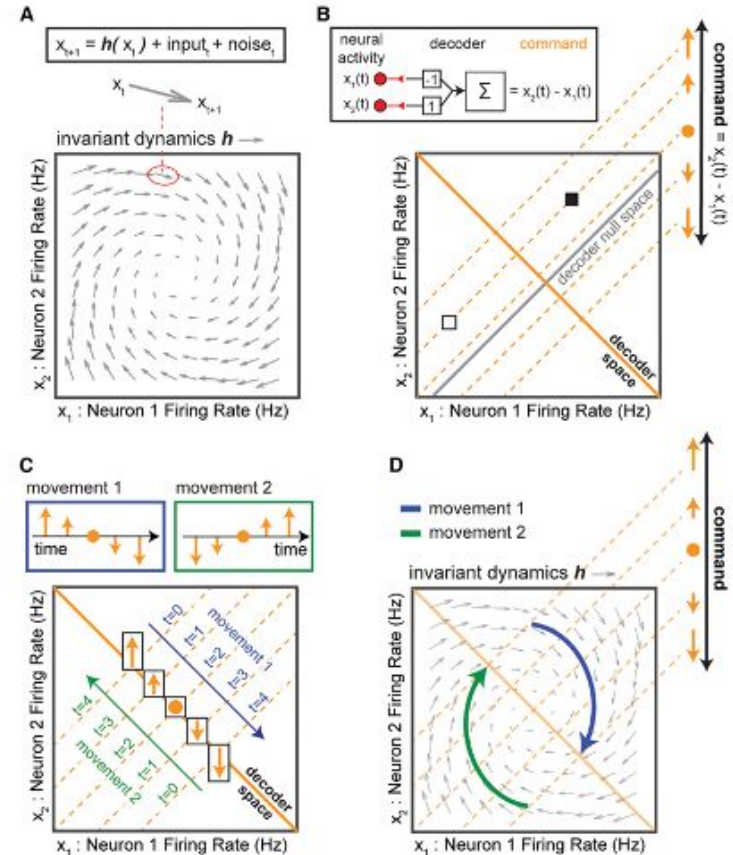 A
xₜ₊₁ = h( xₜ ) + inputₜ + noiseₜ
xₜ
xₜ₊₁
invariant dynamics h
x₂ : Neuron 2 Firing Rate (Hz)
x₁ : Neuron 1 Firing Rate (Hz)
B
neural activity
decoder
command
x₁(t)
-1
x₂(t)
1
Σ
= x₂(t) - x₁(t)
command = x₂(t) - x₁(t)
decoder null space
decoder
space
x₂ : Neuron 2 Firing Rate (Hz)
x₁ : Neuron 1 Firing Rate (Hz)
C
movement 1
time
movement 2
time
t=0
t=1
t=2
t=3
t=4
movement 1
t=4
t=3
t=2
t=1
t=0
movement 2
decoder
space
x₂ : Neuron 2 Firing Rate (Hz)
x₁ : Neuron 1 Firing Rate (Hz)
D
movement 1
movement 2
invariant dynamics h
command
x₂ : Neuron 2 Firing Rate (Hz)
x₁ : Neuron 1 Firing Rate (Hz)